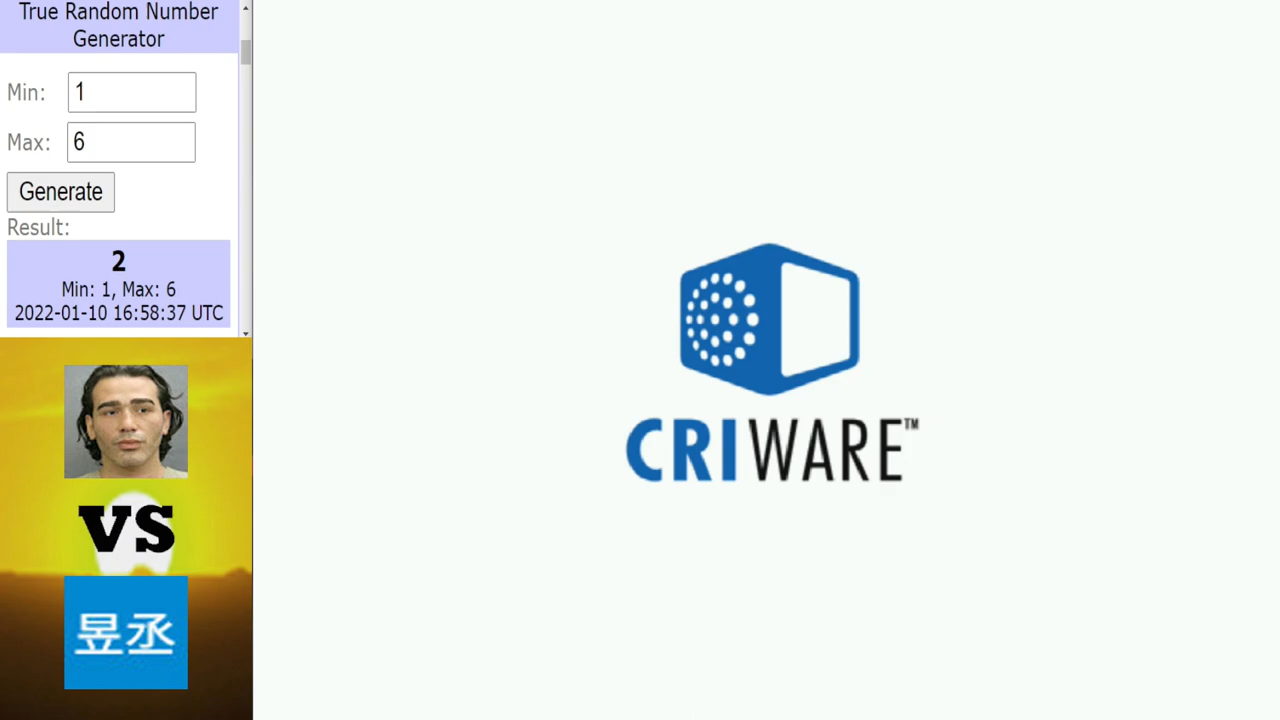 True Random Number
Generator
Min: 1
Max: 6
Generate
Result:
2
Min: 1, Max: 6
2022-01-10 16:58:37 UTC
VS
昱丞
CRIWARE™